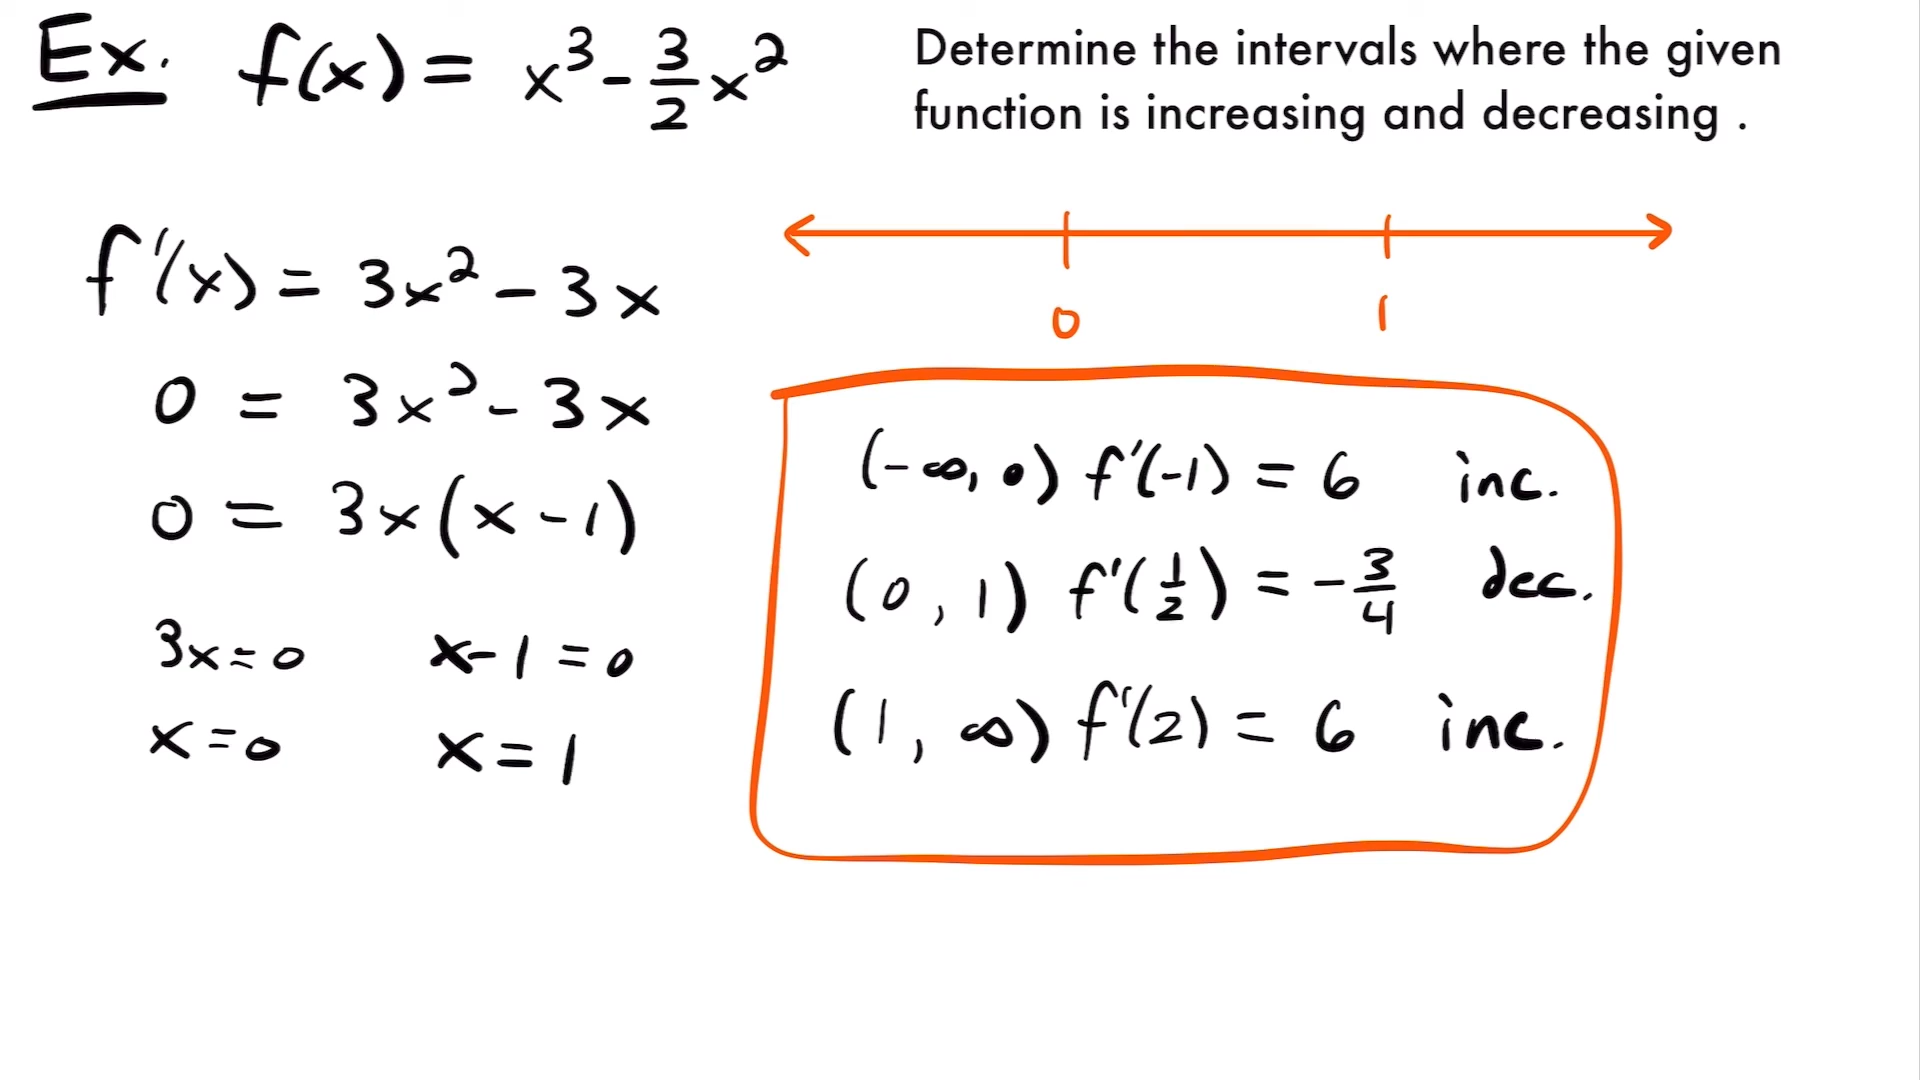 Ex. f(x) = x³ - 3/2 x²
Determine the intervals where the given
function is increasing and decreasing .
f'(x) = 3x² - 3x
0 = 3x² - 3x
0 = 3x(x - 1)
3x = 0 x - 1 = 0
x = 0 x = 1
0 1
(-∞, 0) f'(-1) = 6 inc.
(0, 1) f'(1/2) = -3/4 dec.
(1, ∞) f'(2) = 6 inc.